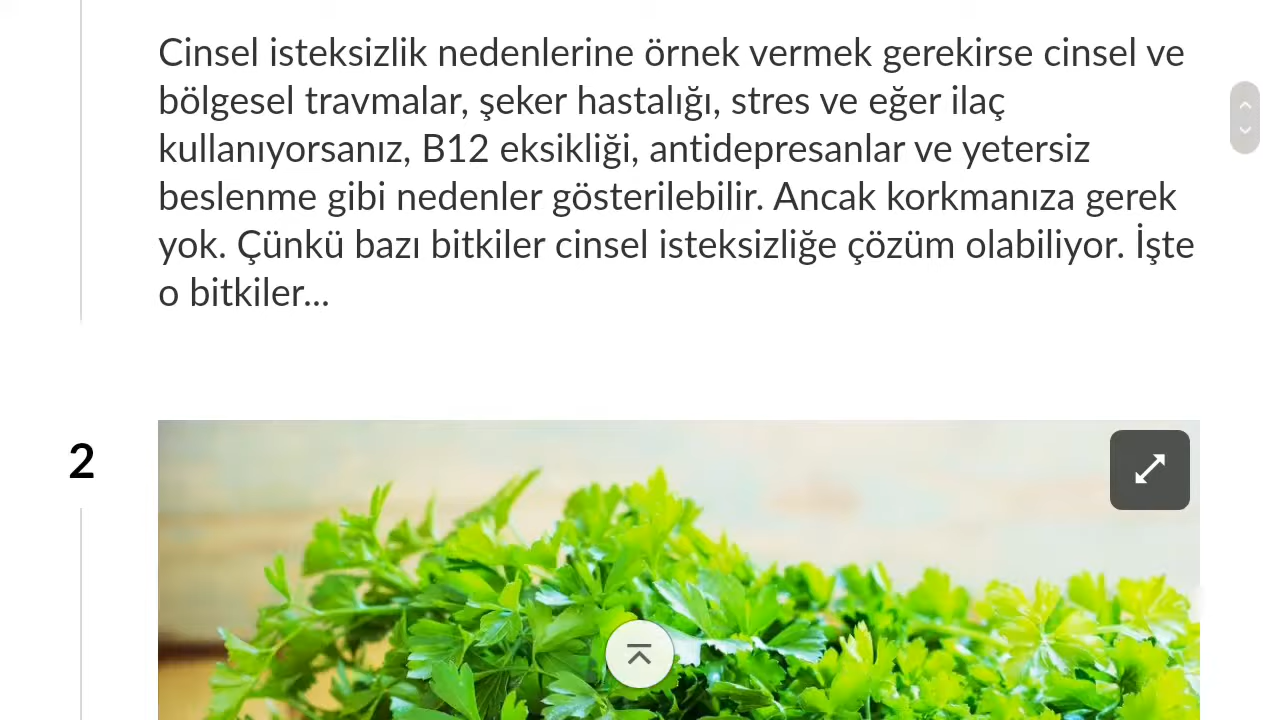 Cinsel isteksizlik nedenlerine örnek vermek gerekirse cinsel ve
bölgesel travmalar, şeker hastalığı, stres ve eğer ilaç
kullanıyorsanız, B12 eksikliği, antidepresanlar ve yetersiz
beslenme gibi nedenler gösterilebilir. Ancak korkmanıza gerek
yok. Çünkü bazı bitkiler cinsel isteksizliğe çözüm olabiliyor. İşte
o bitkiler...
2